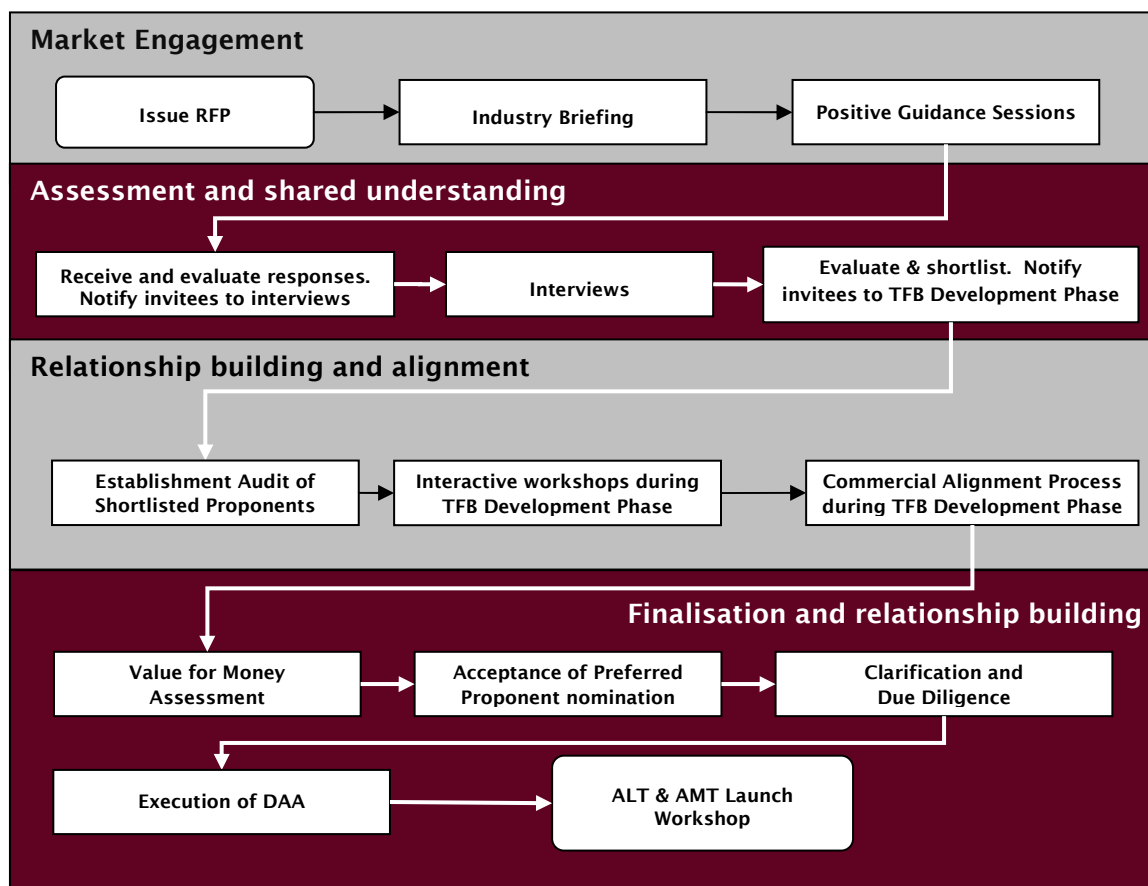 Market Engagement
Issue RFP
Industry Briefing
Positive Guidance Sessions
Assessment and shared understanding
Receive and evaluate responses.
Notify invitees to interviews
Interviews
Evaluate & shortlist.  Notify
invitees to TFB Development Phase
Relationship building and alignment
Establishment Audit of
Shortlisted Proponents
Interactive workshops during
TFB Development Phase
Commercial Alignment Process
during TFB Development Phase
Finalisation and relationship building
Value for Money
Assessment
Acceptance of Preferred
Proponent nomination
Clarification and
Due Diligence
Execution of DAA
ALT & AMT Launch
Workshop